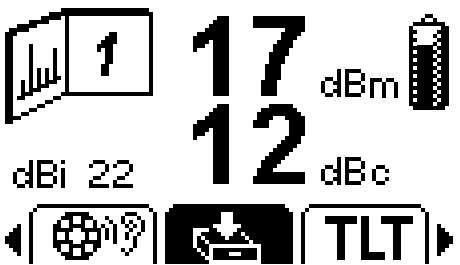 1
17 dBm
12 dBc
dBi 22
TLT